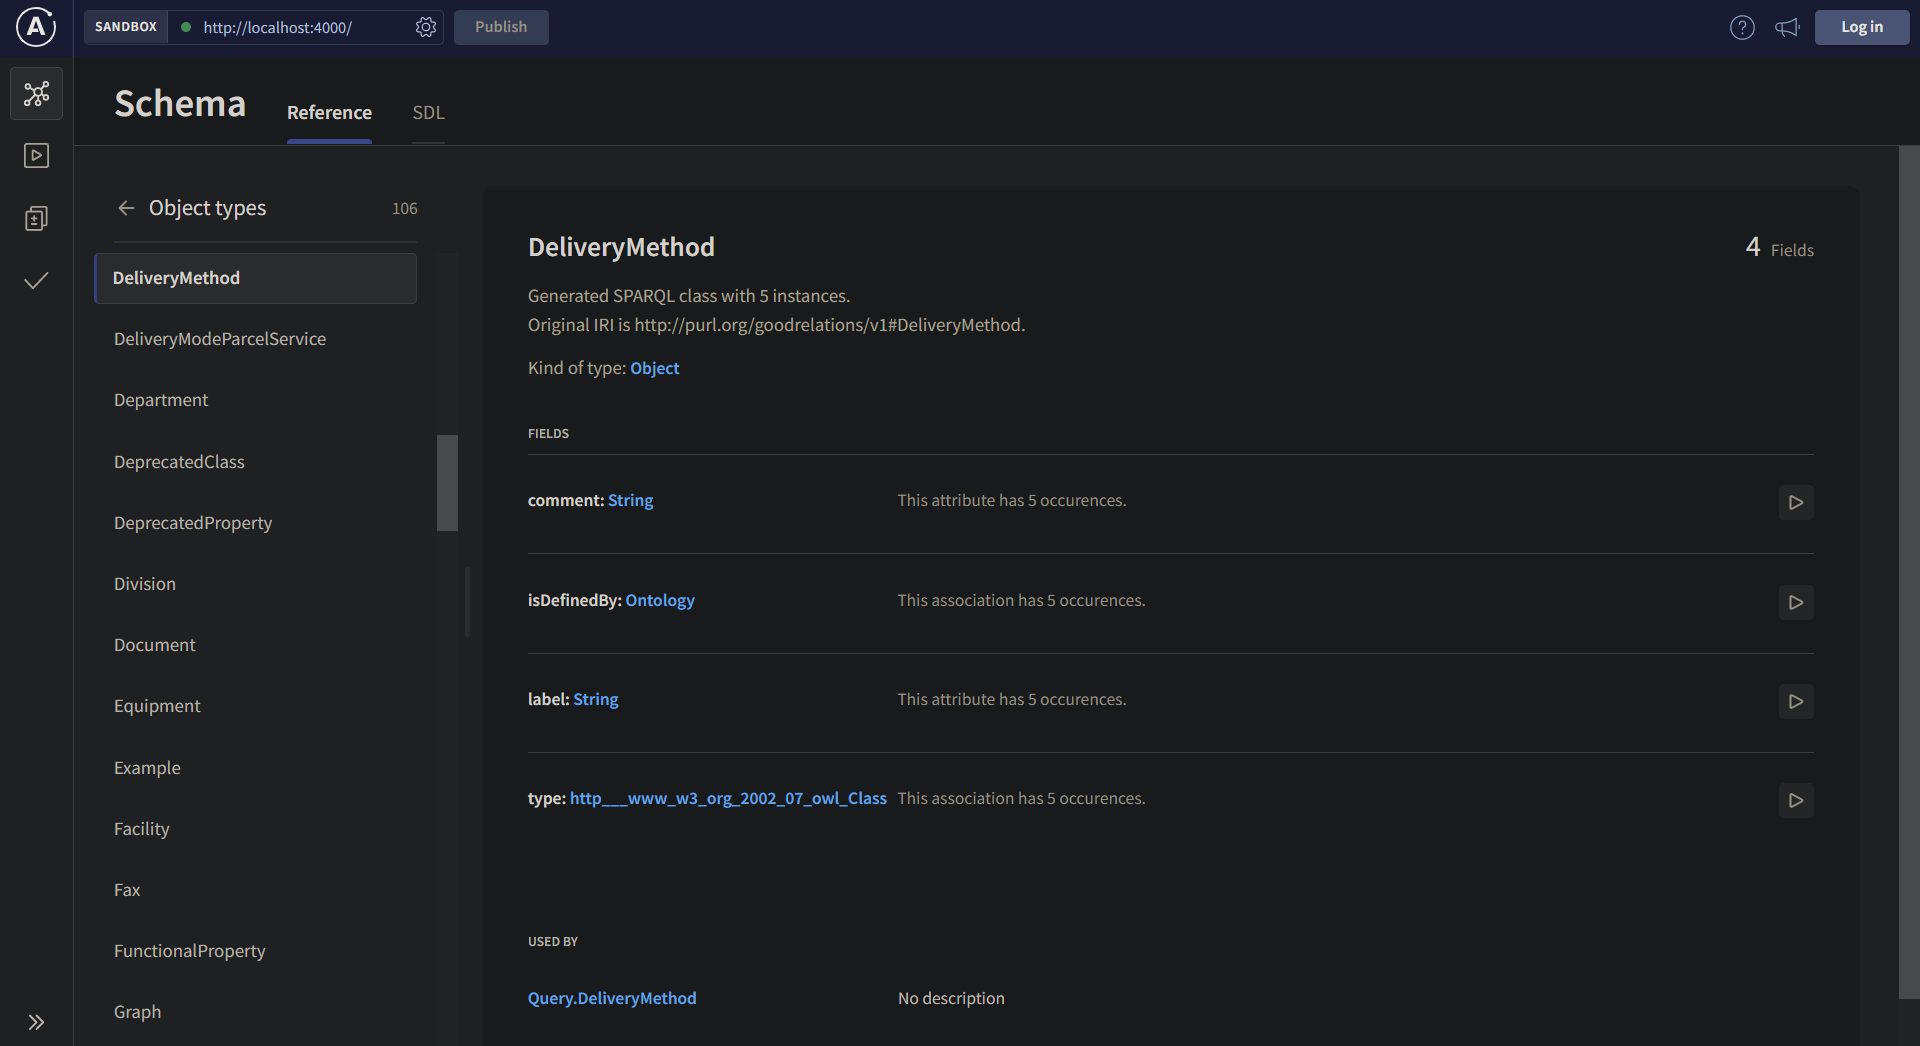 SANDBOX
http://localhost:4000/
Publish
Log in
Schema
Reference
SDL
Object types
106
DeliveryMethod
DeliveryModeParcelService
Department
DeprecatedClass
DeprecatedProperty
Division
Document
Equipment
Example
Facility
Fax
FunctionalProperty
Graph
DeliveryMethod
4 Fields
Generated SPARQL class with 5 instances.
Original IRI is http://purl.org/goodrelations/v1#DeliveryMethod.
Kind of type: Object
FIELDS
comment: String This attribute has 5 occurences.
isDefinedBy: Ontology This association has 5 occurences.
label: String This attribute has 5 occurences.
type: http___www_w3_org_2002_07_owl_Class This association has 5 occurences.
USED BY
Query.DeliveryMethod No description